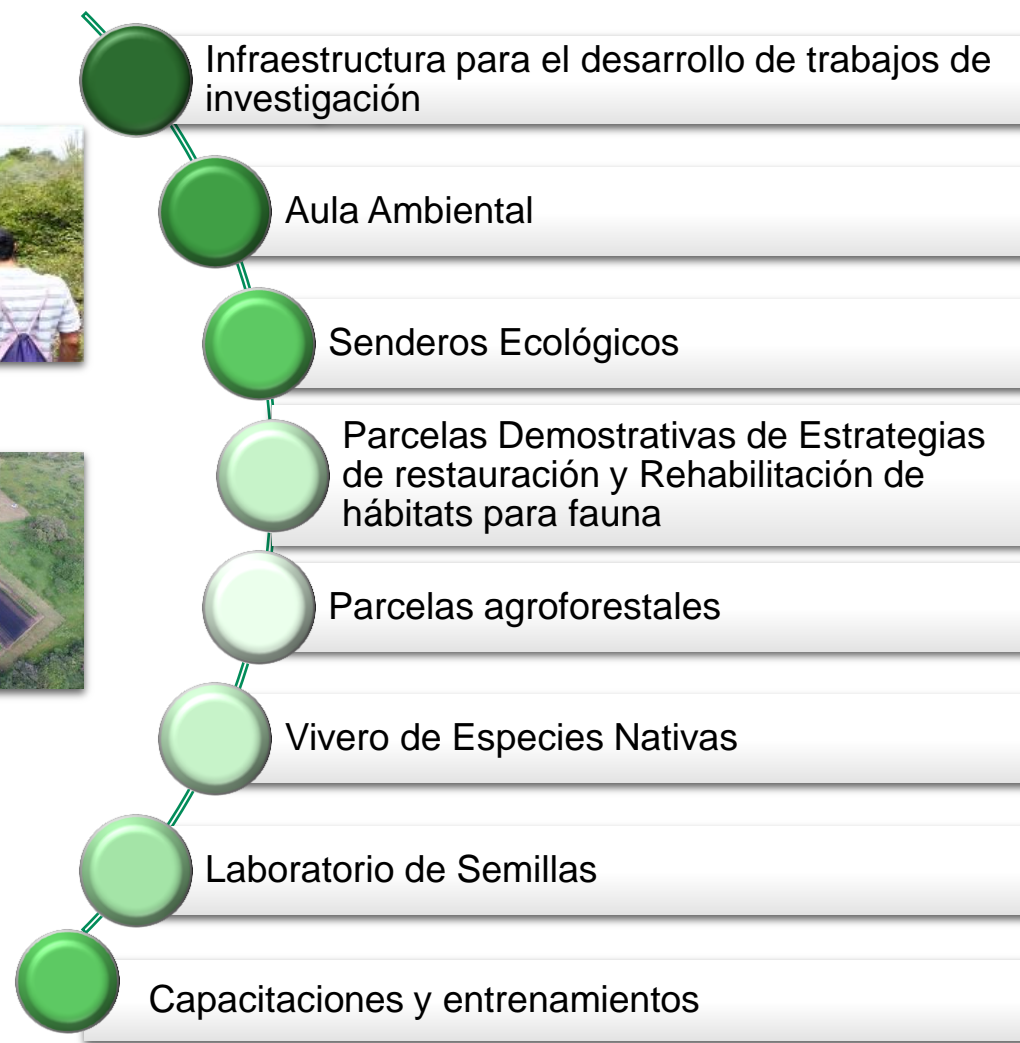 Infraestructura para el desarrollo de trabajos de
investigación
Aula Ambiental
Senderos Ecológicos
Parcelas Demostrativas de Estrategias
de restauración y Rehabilitación de
hábitats para fauna
Parcelas agroforestales
Vivero de Especies Nativas
Laboratorio de Semillas
Capacitaciones y entrenamientos